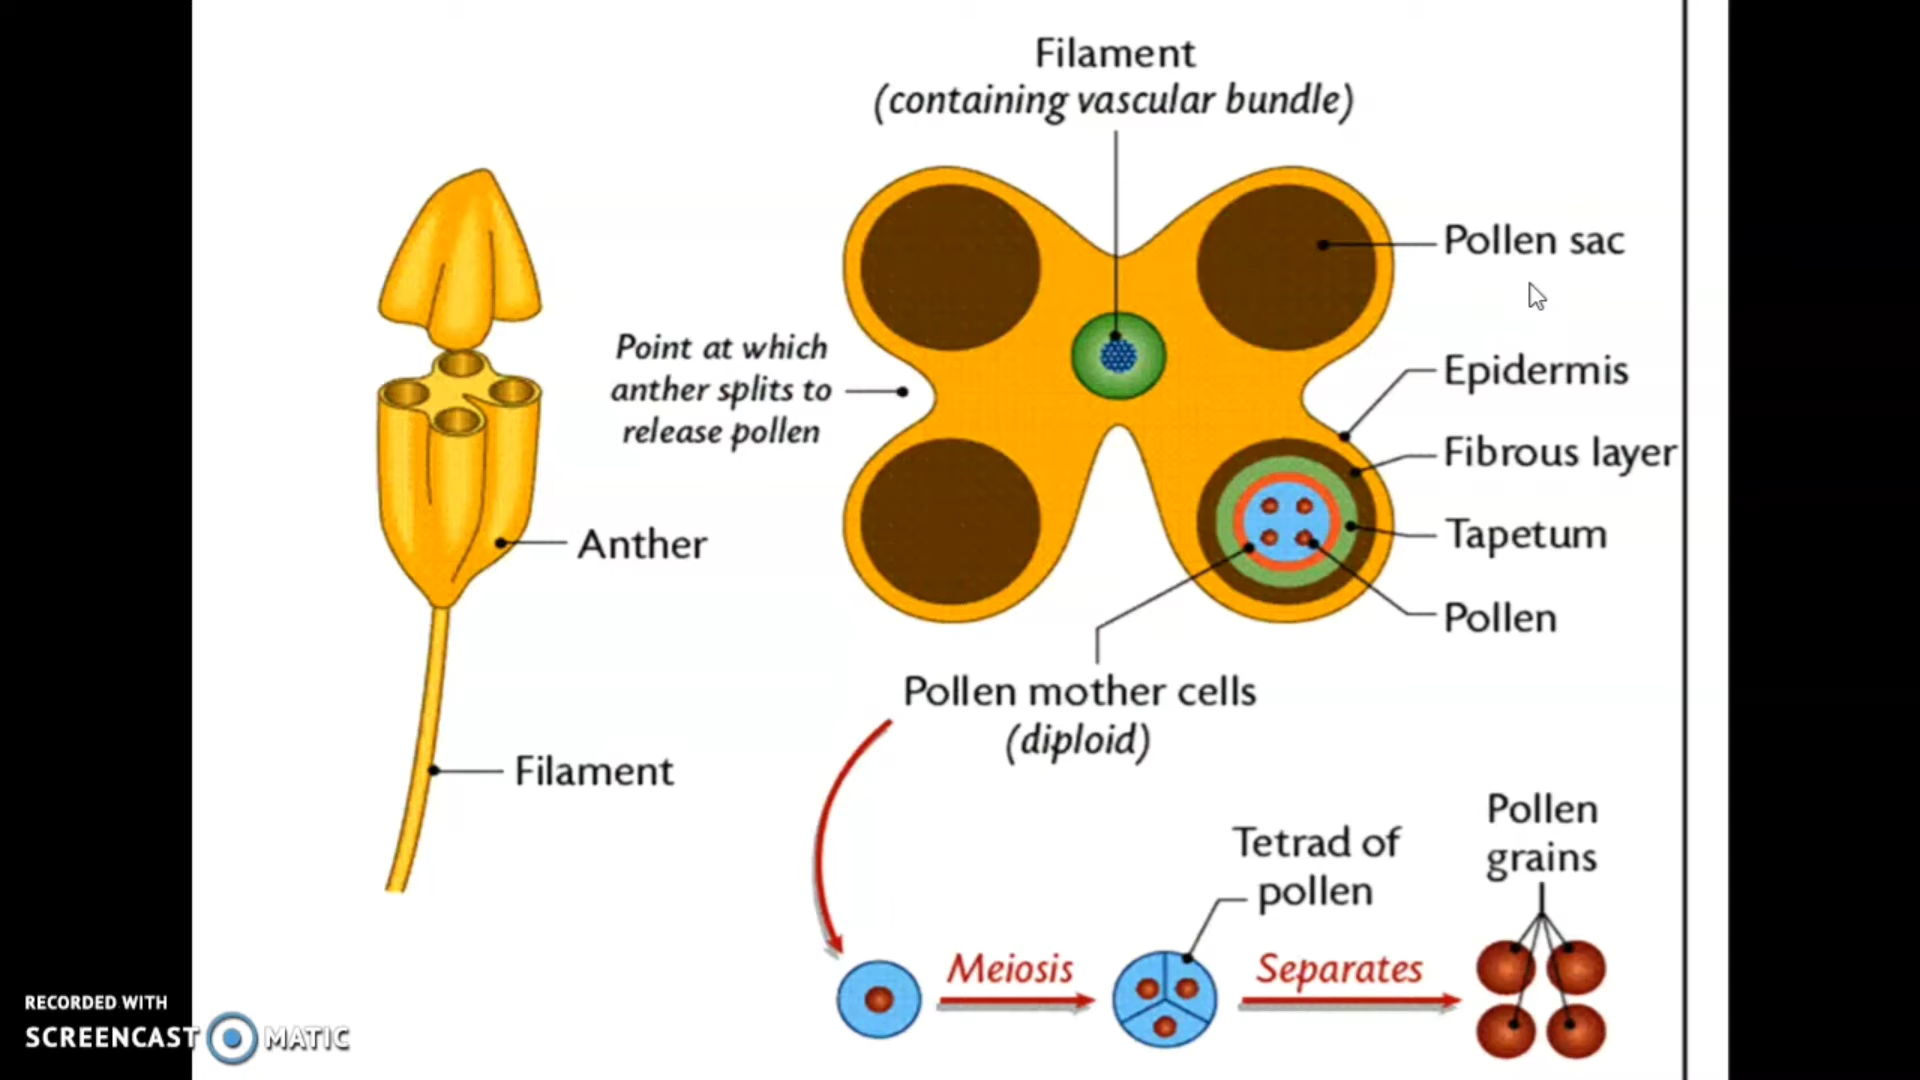 Filament
(containing vascular bundle)
Pollen sac
Point at which
anther splits to
release pollen
Epidermis
Fibrous layer
Anther
Tapetum
Pollen
Pollen mother cells
(diploid)
Filament
Pollen
grains
Tetrad of
pollen
Meiosis
Separates
RECORDED WITH
SCREENCAST MATIC